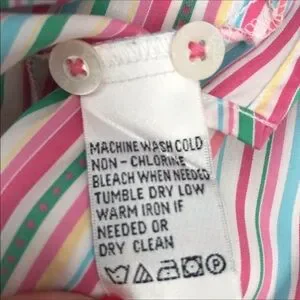 MACHINE WASH COLD
NON - CHLORINE
BLEACH WHEN NEEDED
TUMBLE DRY LOW
WARM IRON IF
NEEDED OR
DRY CLEAN